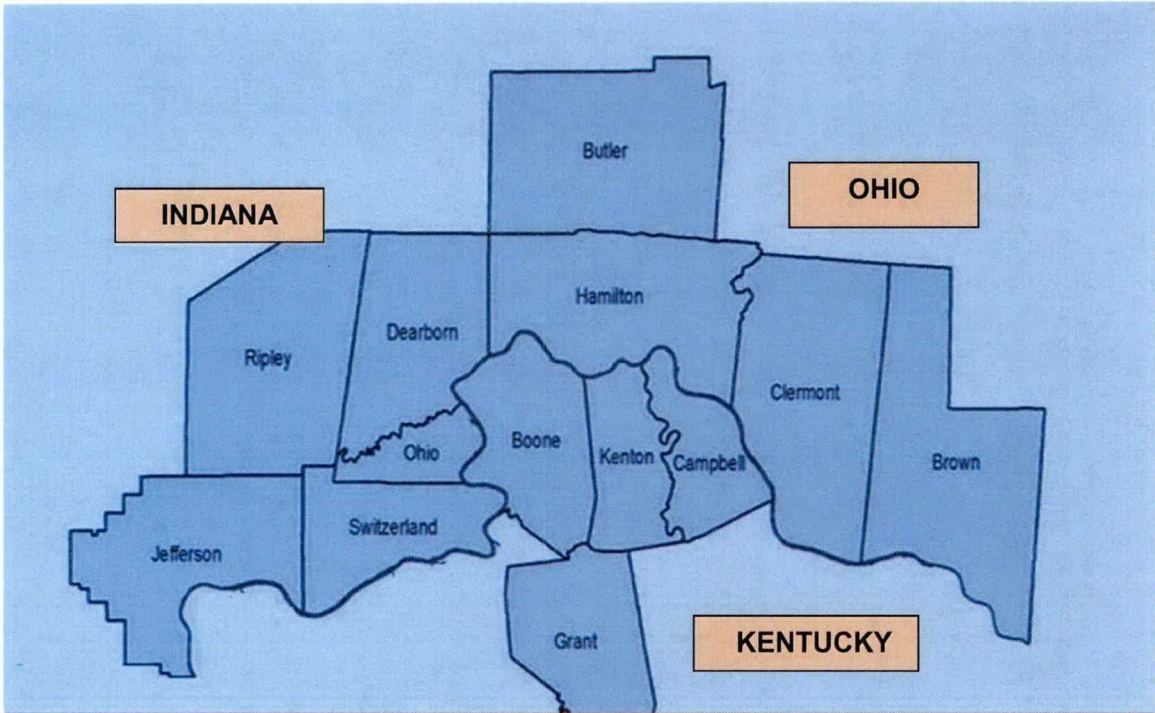 Butler
OHIO
INDIANA
Hamilton
Dearborn
Ripley
Clermont
Boone
Ohio
Kenton
Campbell
Brown
Switzerland
Jefferson
Grant
KENTUCKY